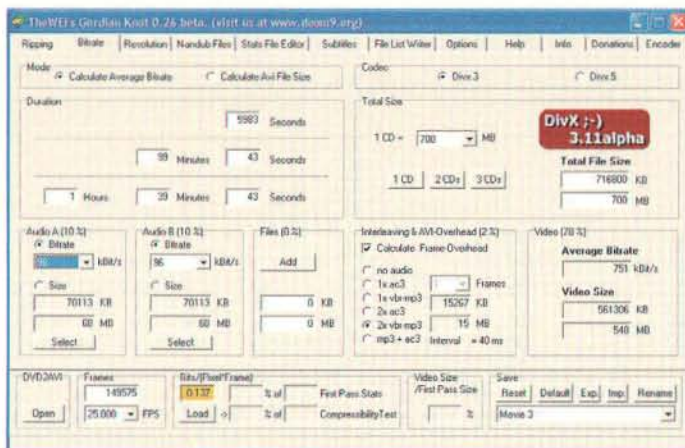 TheWEFs Gordian Knot 0.26 beta. (visit us at www.doom9.org)
Ripping Bitrate Resolution Nandub Files Stats File Editor Subtitles File List Writer Options Help Info Donations Encoder
Mode
Calculate Average Bitrate Calculate Avi File Size
Codec
Divx 3 Divx 5
Duration
5983 Seconds
99 Minutes 43 Seconds
1 Hours 39 Minutes 43 Seconds
Total Size
1 CD = 700 MB
1 CD 2 CDs 3 CDs
DivX ;-)
3.11alpha
Total File Size
716800 KB
700 MB
Audio A (10 %)
Bitrate
96 kBit/s
Size
70113 KB
68 MB
Select
Audio B (10 %)
Bitrate
96 kBit/s
Size
70113 KB
68 MB
Select
Files (0 %)
Add
0 KB
0 MB
Interleaving & AVI-Overhead (2 %)
Calculate Frame-Overhead
no audio
1x ac3
1x vbr-mp3
2x ac3
2x vbr-mp3
mp3 + ac3
1 Frames
15267 KB
15 MB
Interval = 40 ms
Video (78 %)
Average Bitrate
751 kBit/s
Video Size
561306 KB
548 MB
DVD2AVI
Open
Frames
149575
25.000 FPS
Bits/(Pixel*Frame)
0.137 % of First Pass Stats
Load -> % of CompressibilityTest
Video Size
/First Pass Size
%
Save
Reset Default Exp. Imp. Rename
Movie 3